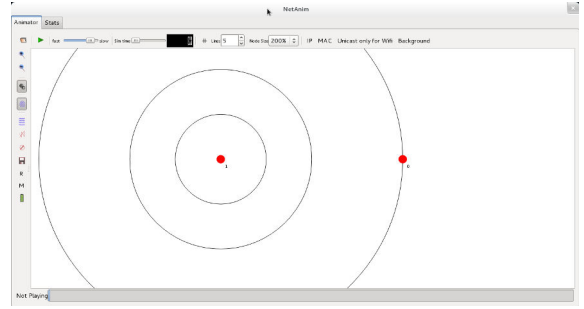 NetAnim
Animator Stats
fast slow Sim time Lines 5 Node Size 200% IP MAC Unicast only for Wifi Background
R
M
1
0
Not Playing